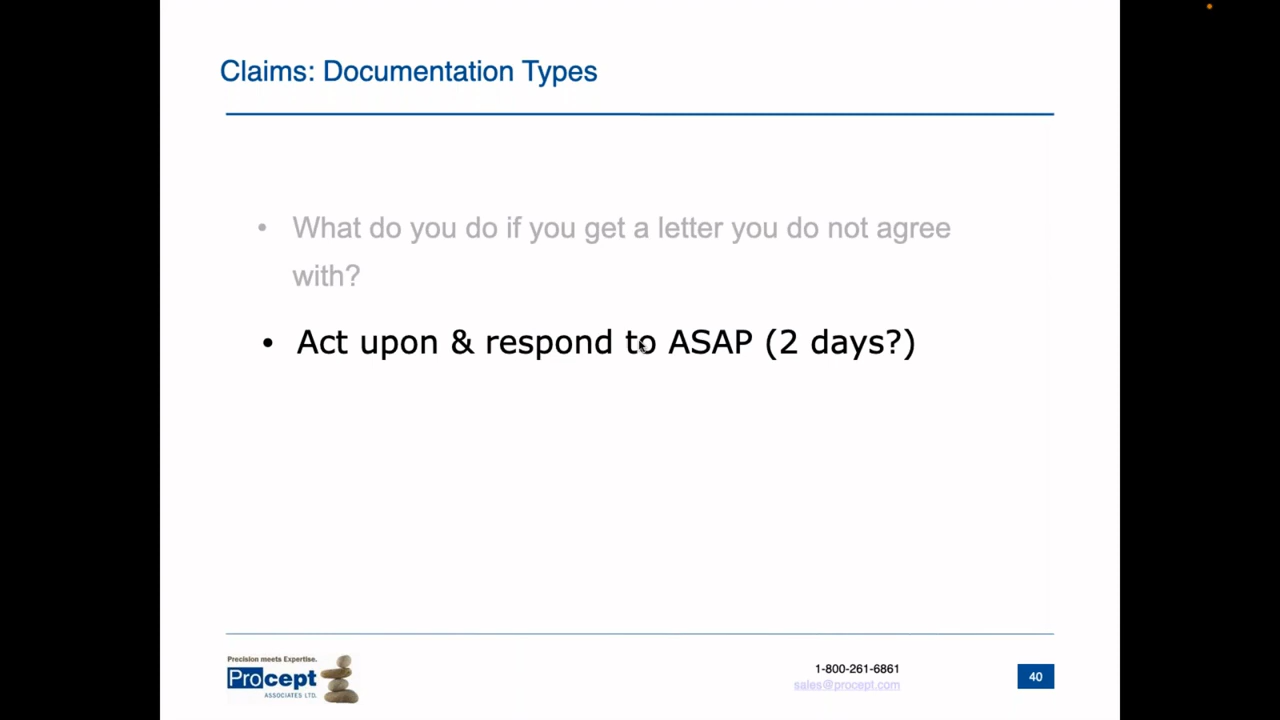 Claims: Documentation Types
• What do you do if you get a letter you do not agree
with?
• Act upon & respond to ASAP (2 days?)
Precision meets Expertise.
Procept
ASSOCIATES LTD.
1-800-261-6861
sales@procept.com
40